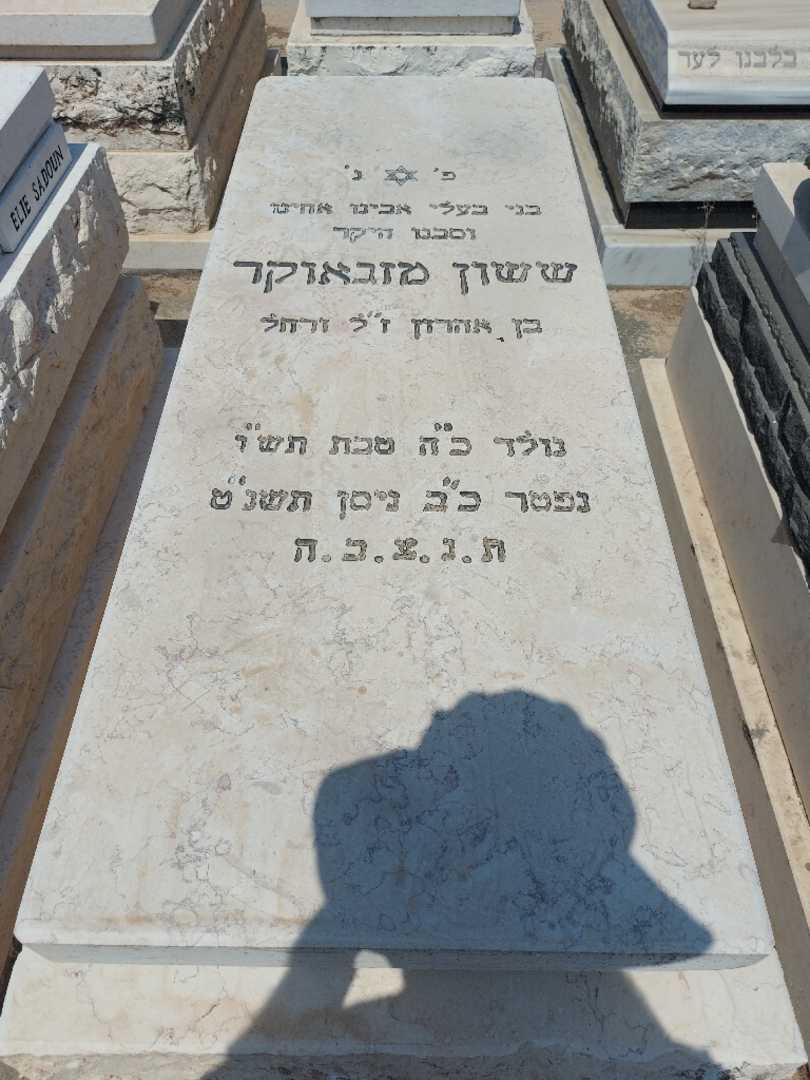 פ׳ נ׳
בני בעלי אבינו אחינו
וסבנו היקר
ששון מזבאוקר
בן אהרון ז״ל ורחל
נולד כ״ה טבת תש״ו
נפטר כ״ב ניסן תשנ״ט
ת.נ.צ.ב.ה
ELIE SADOUN
בלבנו לעד